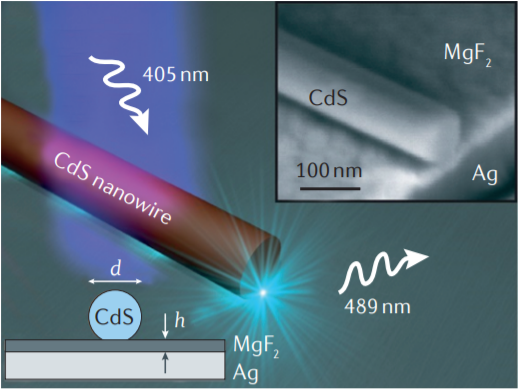 405 nm
MgF2
CdS
100 nm
Ag
CdS nanowire
489 nm
d
CdS
h
MgF2
Ag